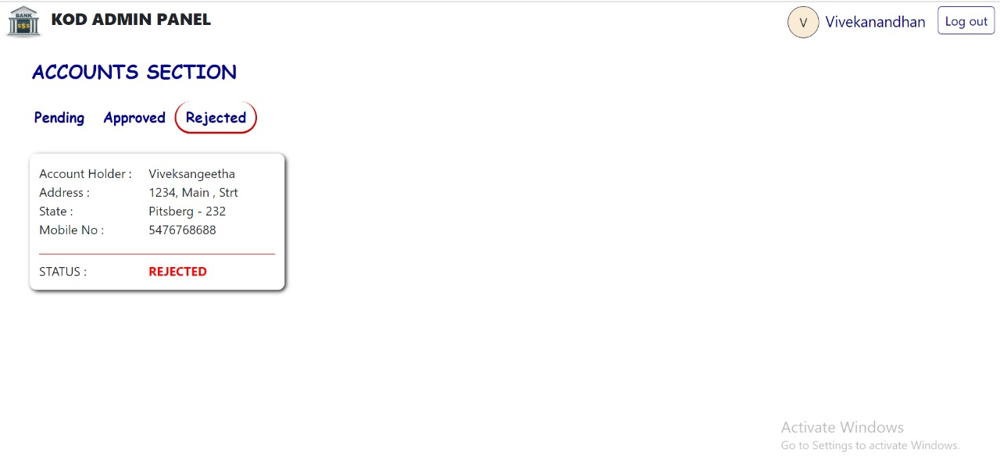 BANK
$$$
KOD ADMIN PANEL
V Vivekanandhan Log out
ACCOUNTS SECTION
Pending Approved Rejected
Account Holder : Viveksangeetha
Address : 1234, Main , Strt
State : Pitsberg - 232
Mobile No : 5476768688
STATUS : REJECTED
Activate Windows
Go to Settings to activate Windows.